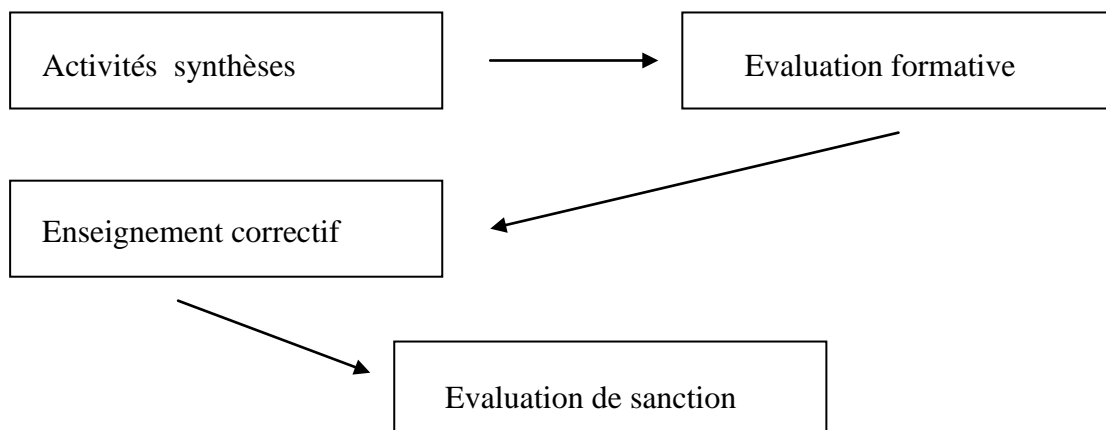 Activités synthèses
Evaluation formative
Enseignement correctif
Evaluation de sanction